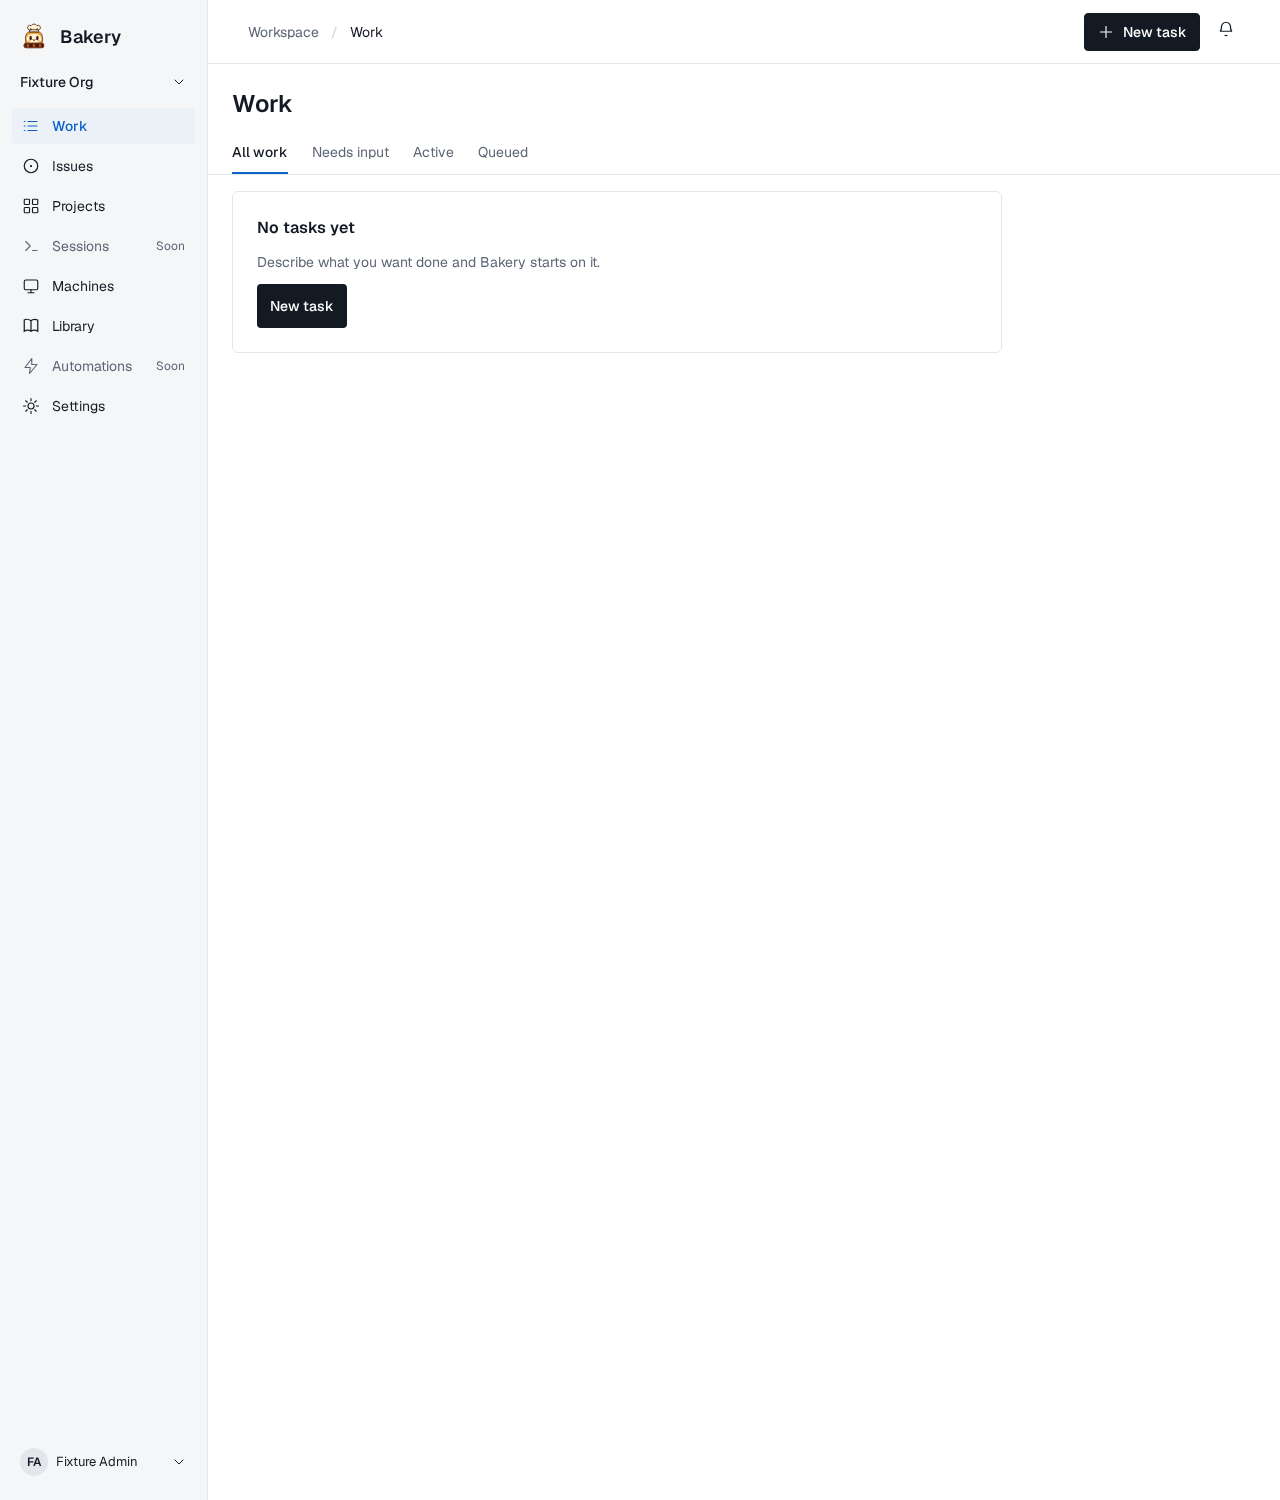 Bakery
Fixture Org
Work
Issues
Projects
Sessions Soon
Machines
Library
Automations Soon
Settings
FA Fixture Admin
Workspace / Work
New task
Work
All work Needs input Active Queued
No tasks yet
Describe what you want done and Bakery starts on it.
New task